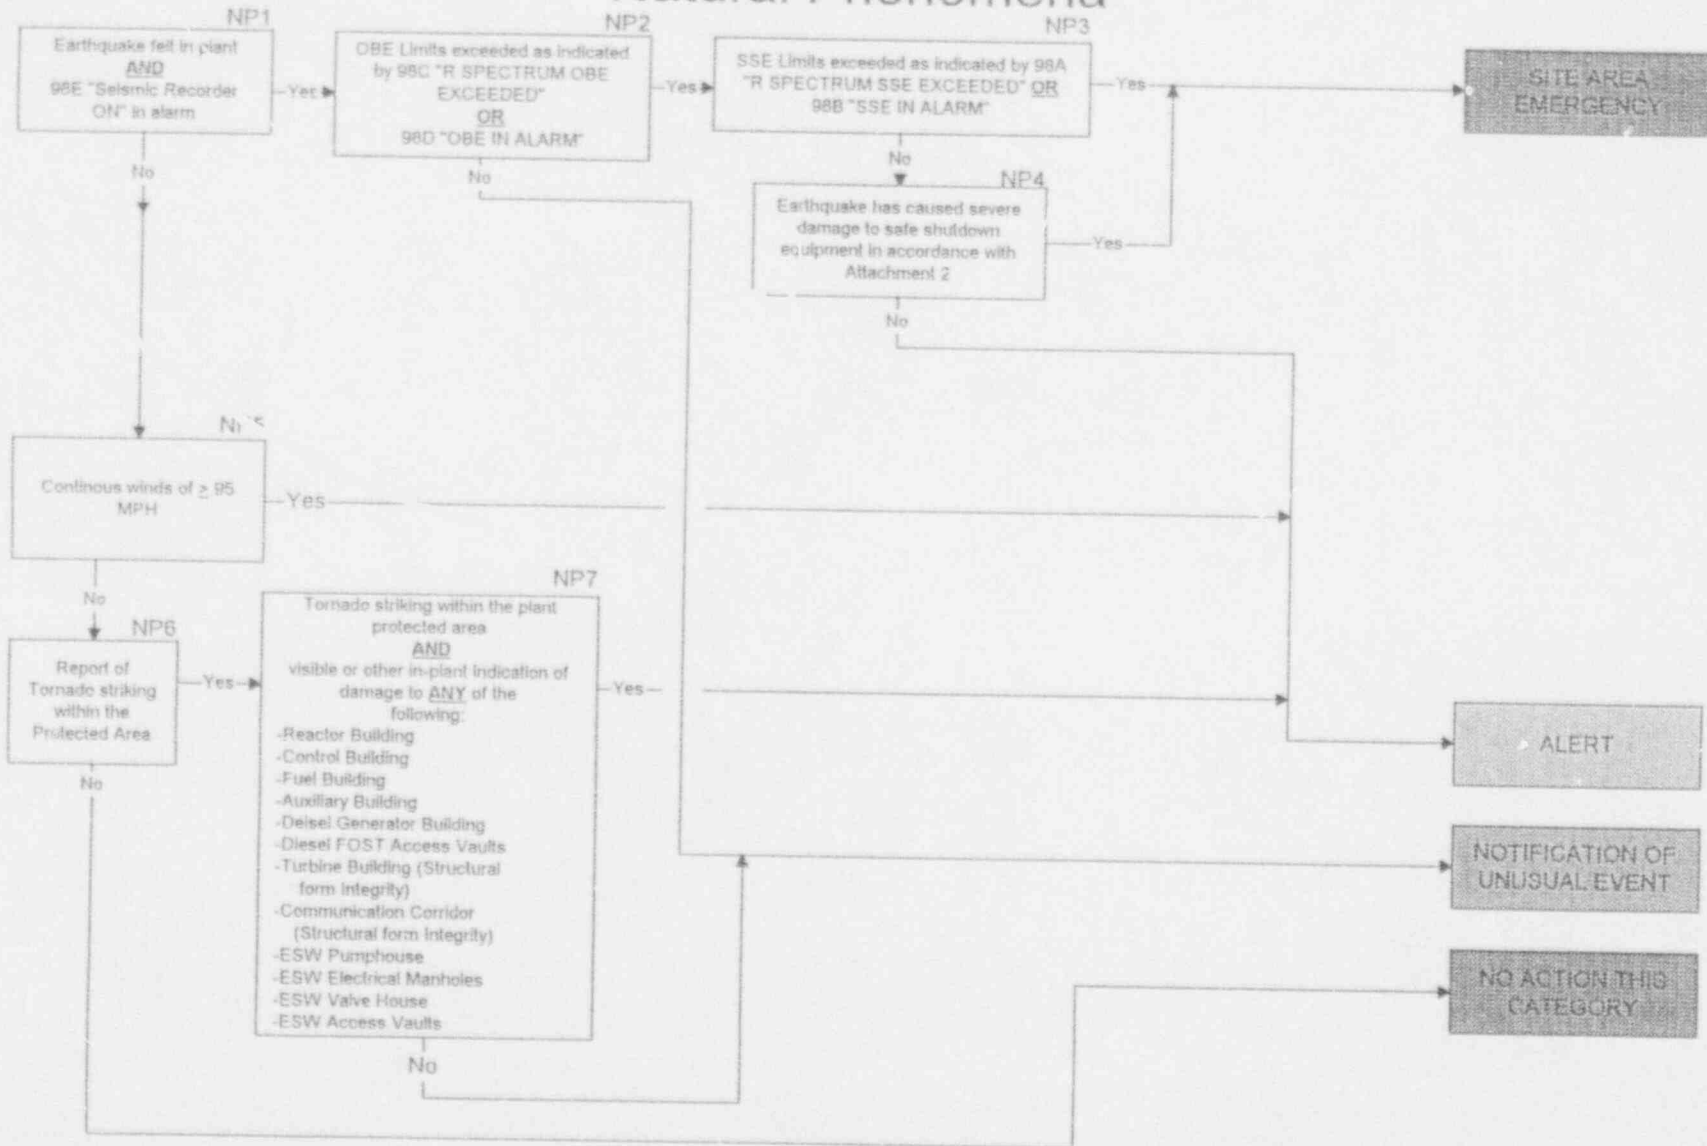 Natural Phenomena
NP1
Earthquake felt in plant
AND
98E "Seismic Recorder
ON" in alarm
Yes
No
NP2
OBE Limits exceeded as indicated
by 98C "R SPECTRUM OBE
EXCEEDED"
OR
98D "OBE IN ALARM"
Yes
No
NP3
SSE Limits exceeded as indicated by 98A
"R SPECTRUM SSE EXCEEDED" OR
98B "SSE IN ALARM"
Yes
No
SITE AREA
EMERGENCY
NP4
Earthquake has caused severe
damage to safe shutdown
equipment in accordance with
Attachment 2
Yes
No
Continous winds of ≥ 95
MPH
Yes
No
NP6
Report of
Tornado striking
within the
Protected Area
Yes
No
NP7
Tornado striking within the plant
protected area
AND
visible or other in-plant indication of
damage to ANY of the
following:
-Reactor Building
-Control Building
-Fuel Building
-Auxiliary Building
-Deisel Generator Building
-Diesel FOST Access Vaults
-Turbine Building (Structural
form Integrity)
-Communication Corridor
(Structural form Integrity)
-ESW Pumphouse
-ESW Electrical Manholes
-ESW Valve House
-ESW Access Vaults
Yes
No
ALERT
NOTIFICATION OF
UNUSUAL EVENT
NO ACTION THIS
CATEGORY